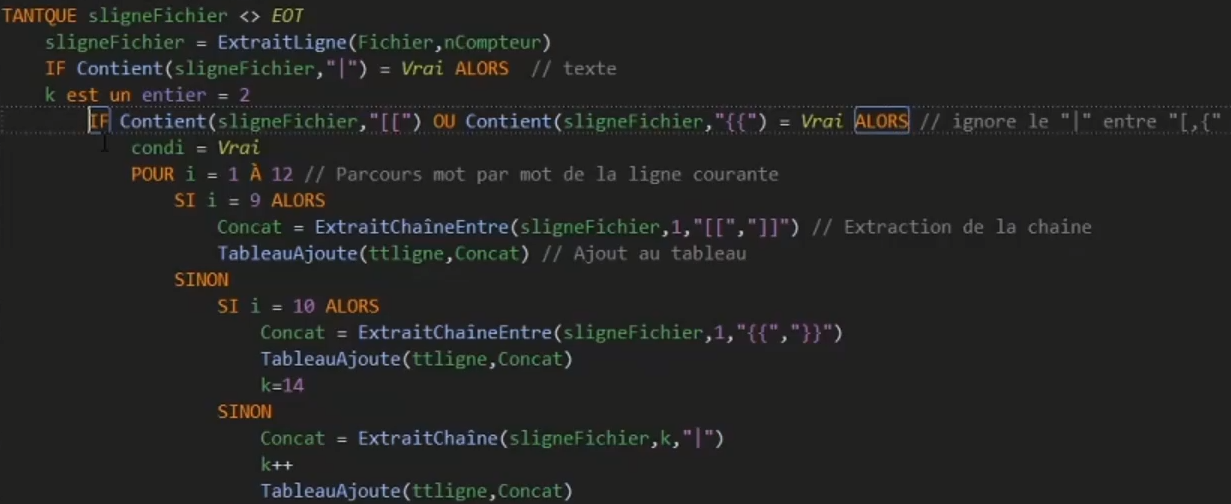 TANTQUE sligneFichier <> EOT
sligneFichier = ExtraitLigne(Fichier,nCompteur)
IF Contient(sligneFichier,"|") = Vrai ALORS // texte
k est un entier = 2
IF Contient(sligneFichier,"[[") OU Contient(sligneFichier,"{{") = Vrai ALORS // ignore le "|" entre "[,{"
condi = Vrai
POUR i = 1 À 12 // Parcours mot par mot de la ligne courante
SI i = 9 ALORS
Concat = ExtraitChaîneEntre(sligneFichier,1,"[[","]]") // Extraction de la chaine
TableauAjoute(ttligne,Concat) // Ajout au tableau
SINON
SI i = 10 ALORS
Concat = ExtraitChaîneEntre(sligneFichier,1,"{{","}}")
TableauAjoute(ttligne,Concat)
k=14
SINON
Concat = ExtraitChaîne(sligneFichier,k,"|")
k++
TableauAjoute(ttligne,Concat)